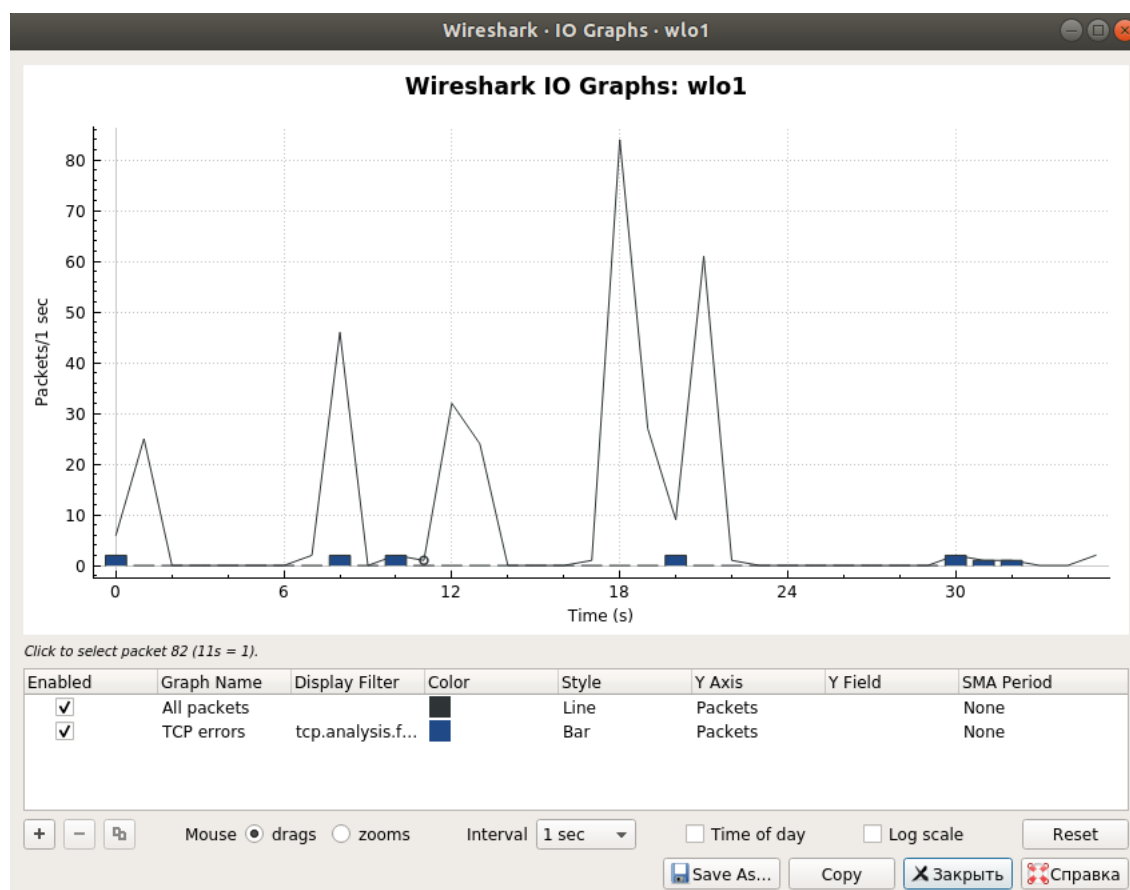 Wireshark · IO Graphs · wlo1
Wireshark IO Graphs: wlo1
80
70
60
50
40
30
20
10
0
Packets/1 sec
0 6 12 18 24 30
Time (s)
Click to select packet 82 (11s = 1).
Enabled Graph Name Display Filter Color Style Y Axis Y Field SMA Period
All packets Line Packets None
TCP errors tcp.analysis.f... Bar Packets None
+ − Mouse drags zooms Interval 1 sec Time of day Log scale Reset
Save As... Copy Закрыть Справка